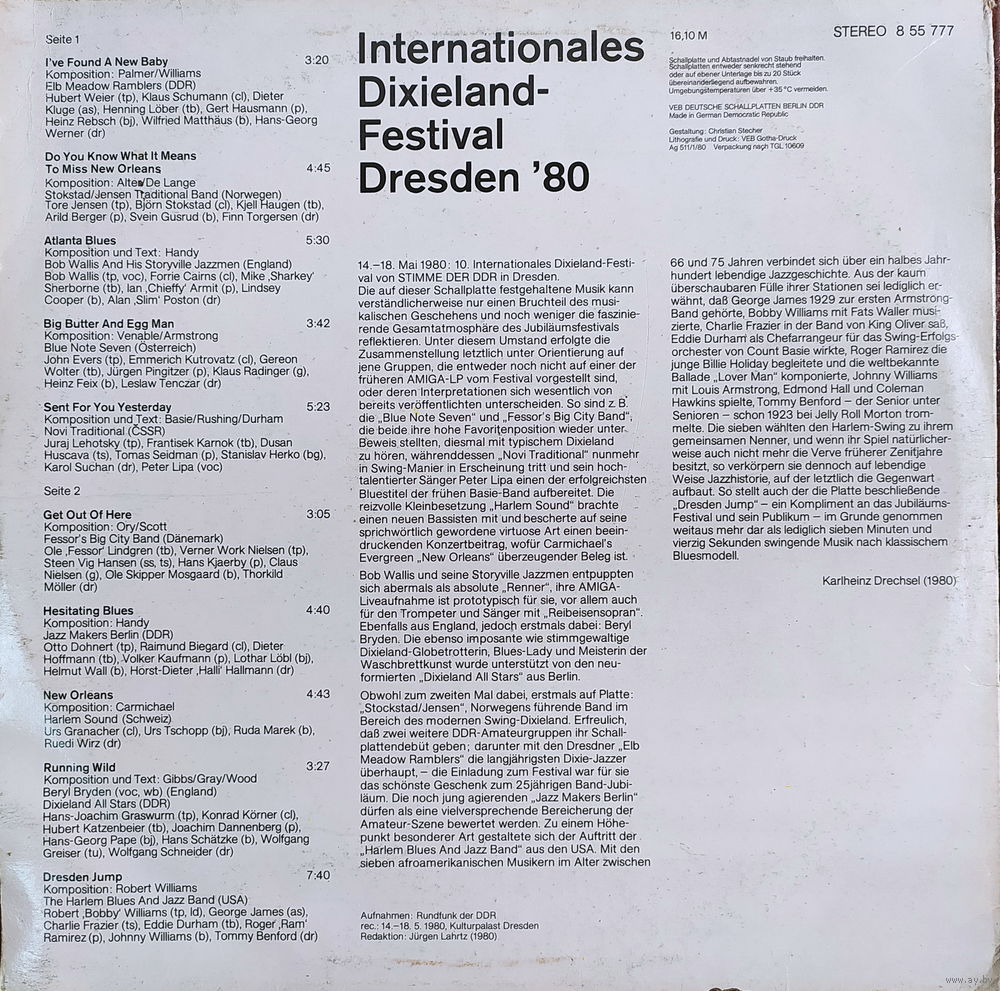 Seite 1
I've Found A New Baby 3:20
Komposition: Palmer/Williams
Elb Meadow Ramblers (DDR)
Hubert Weier (tp), Klaus Schumann (cl), Dieter
Kluge (as), Henning Löber (tb), Gert Hausmann (p),
Heinz Rebsch (bj), Wilfried Matthäus (b), Hans-Georg
Werner (dr)
Do You Know What It Means
To Miss New Orleans 4:45
Komposition: Alter/De Lange
Stokstad/Jensen Traditional Band (Norwegen)
Tore Jensen (tp), Björn Stokstad (cl), Kjell Haugen (tb),
Arild Berger (p), Svein Gusrud (b), Finn Torgersen (dr)
Atlanta Blues 5:30
Komposition und Text: Handy
Bob Wallis And His Storyville Jazzmen (England)
Bob Wallis (tp, voc), Forrie Cairns (cl), Mike ‚Sharkey‘
Sherborne (tb), Ian ‚Chieffy‘ Armit (p), Lindsey
Cooper (b), Alan ‚Slim‘ Poston (dr)
Big Butter And Egg Man 3:42
Komposition: Venable/Armstrong
Blue Note Seven (Österreich)
John Evers (tp), Emmerich Kutrovatz (cl), Gereon
Wolter (tb), Jürgen Pingitzer (p), Klaus Radinger (g),
Heinz Feix (b), Leslaw Tenczar (dr)
Sent For You Yesterday 5:23
Komposition und Text: Basie/Rushing/Durham
Novi Traditional (ČSSR)
Juraj Lehotsky (tp), Frantisek Karnok (tb), Dusan
Huscava (ts), Tomas Seidman (p), Stanislav Herko (bg),
Karol Suchan (dr), Peter Lipa (voc)
Seite 2
Get Out Of Here 3:05
Komposition: Ory/Scott
Fessor's Big City Band (Dänemark)
Ole ‚Fessor‘ Lindgren (tb), Verner Work Nielsen (tp),
Steen Vig Hansen (ss, ts), Hans Kjaerby (p), Claus
Nielsen (g), Ole Skipper Mosgaard (b), Thorkild
Möller (dr)
Hesitating Blues 4:40
Komposition: Handy
Jazz Makers Berlin (DDR)
Otto Dohnert (tp), Raimund Biegard (cl), Dieter
Hoffmann (tb), Volker Kaufmann (p), Lothar Löbl (bj),
Helmut Wall (b), Horst-Dieter ‚Halli‘ Hallmann (dr)
New Orleans 4:43
Komposition: Carmichael
Harlem Sound (Schweiz)
Urs Granacher (cl), Urs Tschopp (bj), Ruda Marek (b),
Ruedi Wirz (dr)
Running Wild 3:27
Komposition und Text: Gibbs/Gray/Wood
Beryl Bryden (voc, wb) (England)
Dixieland All Stars (DDR)
Hans-Joachim Graswurm (tp), Konrad Körner (cl),
Hubert Katzenbeier (tb), Joachim Dannenberg (p),
Hans-Georg Pape (bj), Hans Schätzke (b), Wolfgang
Greiser (tu), Wolfgang Schneider (dr)
Dresden Jump 7:40
Komposition: Robert Williams
The Harlem Blues And Jazz Band (USA)
Robert ‚Bobby‘ Williams (tp, ld), George James (as),
Charlie Frazier (ts), Eddie Durham (tb), Roger ‚Ram‘
Ramirez (p), Johnny Williams (b), Tommy Benford (dr)
Internationales
Dixieland-
Festival
Dresden '80
14.–18. Mai 1980: 10. Internationales Dixieland-Festi-
val von STIMME DER DDR in Dresden.
Die auf dieser Schallplatte festgehaltene Musik kann
verständlicherweise nur einen Bruchteil des musi-
kalischen Geschehens und noch weniger die faszinie-
rende Gesamtatmosphäre des Jubiläumsfestivals
reflektieren. Unter diesem Umstand erfolgte die
Zusammenstellung letztlich unter Orientierung auf
jene Gruppen, die entweder noch nicht auf einer der
früheren AMIGA-LP vom Festival vorgestellt sind,
oder deren Interpretationen sich wesentlich von
bereits veröffentlichten unterscheiden. So sind z. B.
die „Blue Note Seven“ und „Fessor's Big City Band“,
die beide ihre hohe Favoritenposition wieder unter
Beweis stellten, diesmal mit typischem Dixieland
zu hören, währenddessen „Novi Traditional“ nunmehr
in Swing-Manier in Erscheinung tritt und sein hoch-
talentierter Sänger Peter Lipa einen der erfolgreichsten
Bluestitel der frühen Basie-Band aufbereitet. Die
reizvolle Kleinbesetzung „Harlem Sound“ brachte
einen neuen Bassisten mit und bescherte auf seine
sprichwörtlich gewordene virtuose Art einen beein-
druckenden Konzertbeitrag, wofür Carmichael's
Evergreen „New Orleans“ überzeugender Beleg ist.
Bob Wallis und seine Storyville Jazzmen entpuppten
sich abermals als absolute „Renner“, ihre AMIGA-
Liveaufnahme ist prototypisch für sie, vor allem auch
für den Trompeter und Sänger mit „Reibeisensopran“.
Ebenfalls aus England, jedoch erstmals dabei: Beryl
Bryden. Die ebenso imposante wie stimmgewaltige
Dixieland-Globetrotterin, Blues-Lady und Meisterin der
Waschbrettkunst wurde unterstützt von den neu-
formierten „Dixieland All Stars“ aus Berlin.
Obwohl zum zweiten Mal dabei, erstmals auf Platte:
„Stockstad/Jensen“, Norwegens führende Band im
Bereich des modernen Swing-Dixieland. Erfreulich,
daß zwei weitere DDR-Amateurgruppen ihr Schall-
plattendebüt geben; darunter mit den Dresdner „Elb
Meadow Ramblers“ die langjährigsten Dixie-Jazzer
überhaupt, – die Einladung zum Festival war für sie
das schönste Geschenk zum 25jährigen Band-Jubi-
läum. Die noch jung agierenden „Jazz Makers Berlin“
dürfen als eine vielversprechende Bereicherung der
Amateur-Szene bewertet werden. Zu einem Höhe-
punkt besonderer Art gestaltete sich der Auftritt der
„Harlem Blues And Jazz Band“ aus den USA. Mit den
sieben afroamerikanischen Musikern im Alter zwischen
Aufnahmen: Rundfunk der DDR
rec.: 14.–18. 5. 1980, Kulturpalast Dresden
Redaktion: Jürgen Lahrtz (1980)
16,10 M
STEREO 8 55 777
Schallplatte und Abtastnadel von Staub freihalten.
Schallplatten entweder senkrecht stehend
oder auf ebener Unterlage bis zu 20 Stück
übereinanderliegend aufbewahren.
Umgebungstemperaturen über +35 °C vermeiden.
VEB DEUTSCHE SCHALLPLATTEN BERLIN DDR
Made in German Democratic Republic
Gestaltung: Christian Stecher
Lithografie und Druck: VEB Gotha-Druck
Ag 511/1/80 Verpackung nach TGL 10609
66 und 75 Jahren verbindet sich über ein halbes Jahr-
hundert lebendige Jazzgeschichte. Aus der kaum
überschaubaren Fülle ihrer Stationen sei lediglich er-
wähnt, daß George James 1929 zur ersten Armstrong-
Band gehörte, Bobby Williams mit Fats Waller musi-
zierte, Charlie Frazier in der Band von King Oliver saß,
Eddie Durham als Chefarrangeur für das Swing-Erfolgs-
orchester von Count Basie wirkte, Roger Ramirez die
junge Billie Holiday begleitete und die weltbekannte
Ballade „Lover Man“ komponierte, Johnny Williams
mit Louis Armstrong, Edmond Hall und Coleman
Hawkins spielte, Tommy Benford – der Senior unter
Senioren – schon 1923 bei Jelly Roll Morton trom-
melte. Die sieben wählten den Harlem-Swing zu ihrem
gemeinsamen Nenner, und wenn ihr Spiel natürlicher-
weise auch nicht mehr die Verve früherer Zenitjahre
besitzt, so verkörpern sie dennoch auf lebendige
Weise Jazzhistorie, auf der letztlich die Gegenwart
aufbaut. So stellt auch der die Platte beschließende
„Dresden Jump“ – ein Kompliment an das Jubiläums-
Festival und sein Publikum – im Grunde genommen
weitaus mehr dar als lediglich sieben Minuten und
vierzig Sekunden swingende Musik nach klassischem
Bluesmodell.
Karlheinz Drechsel (1980)
www.ay.by